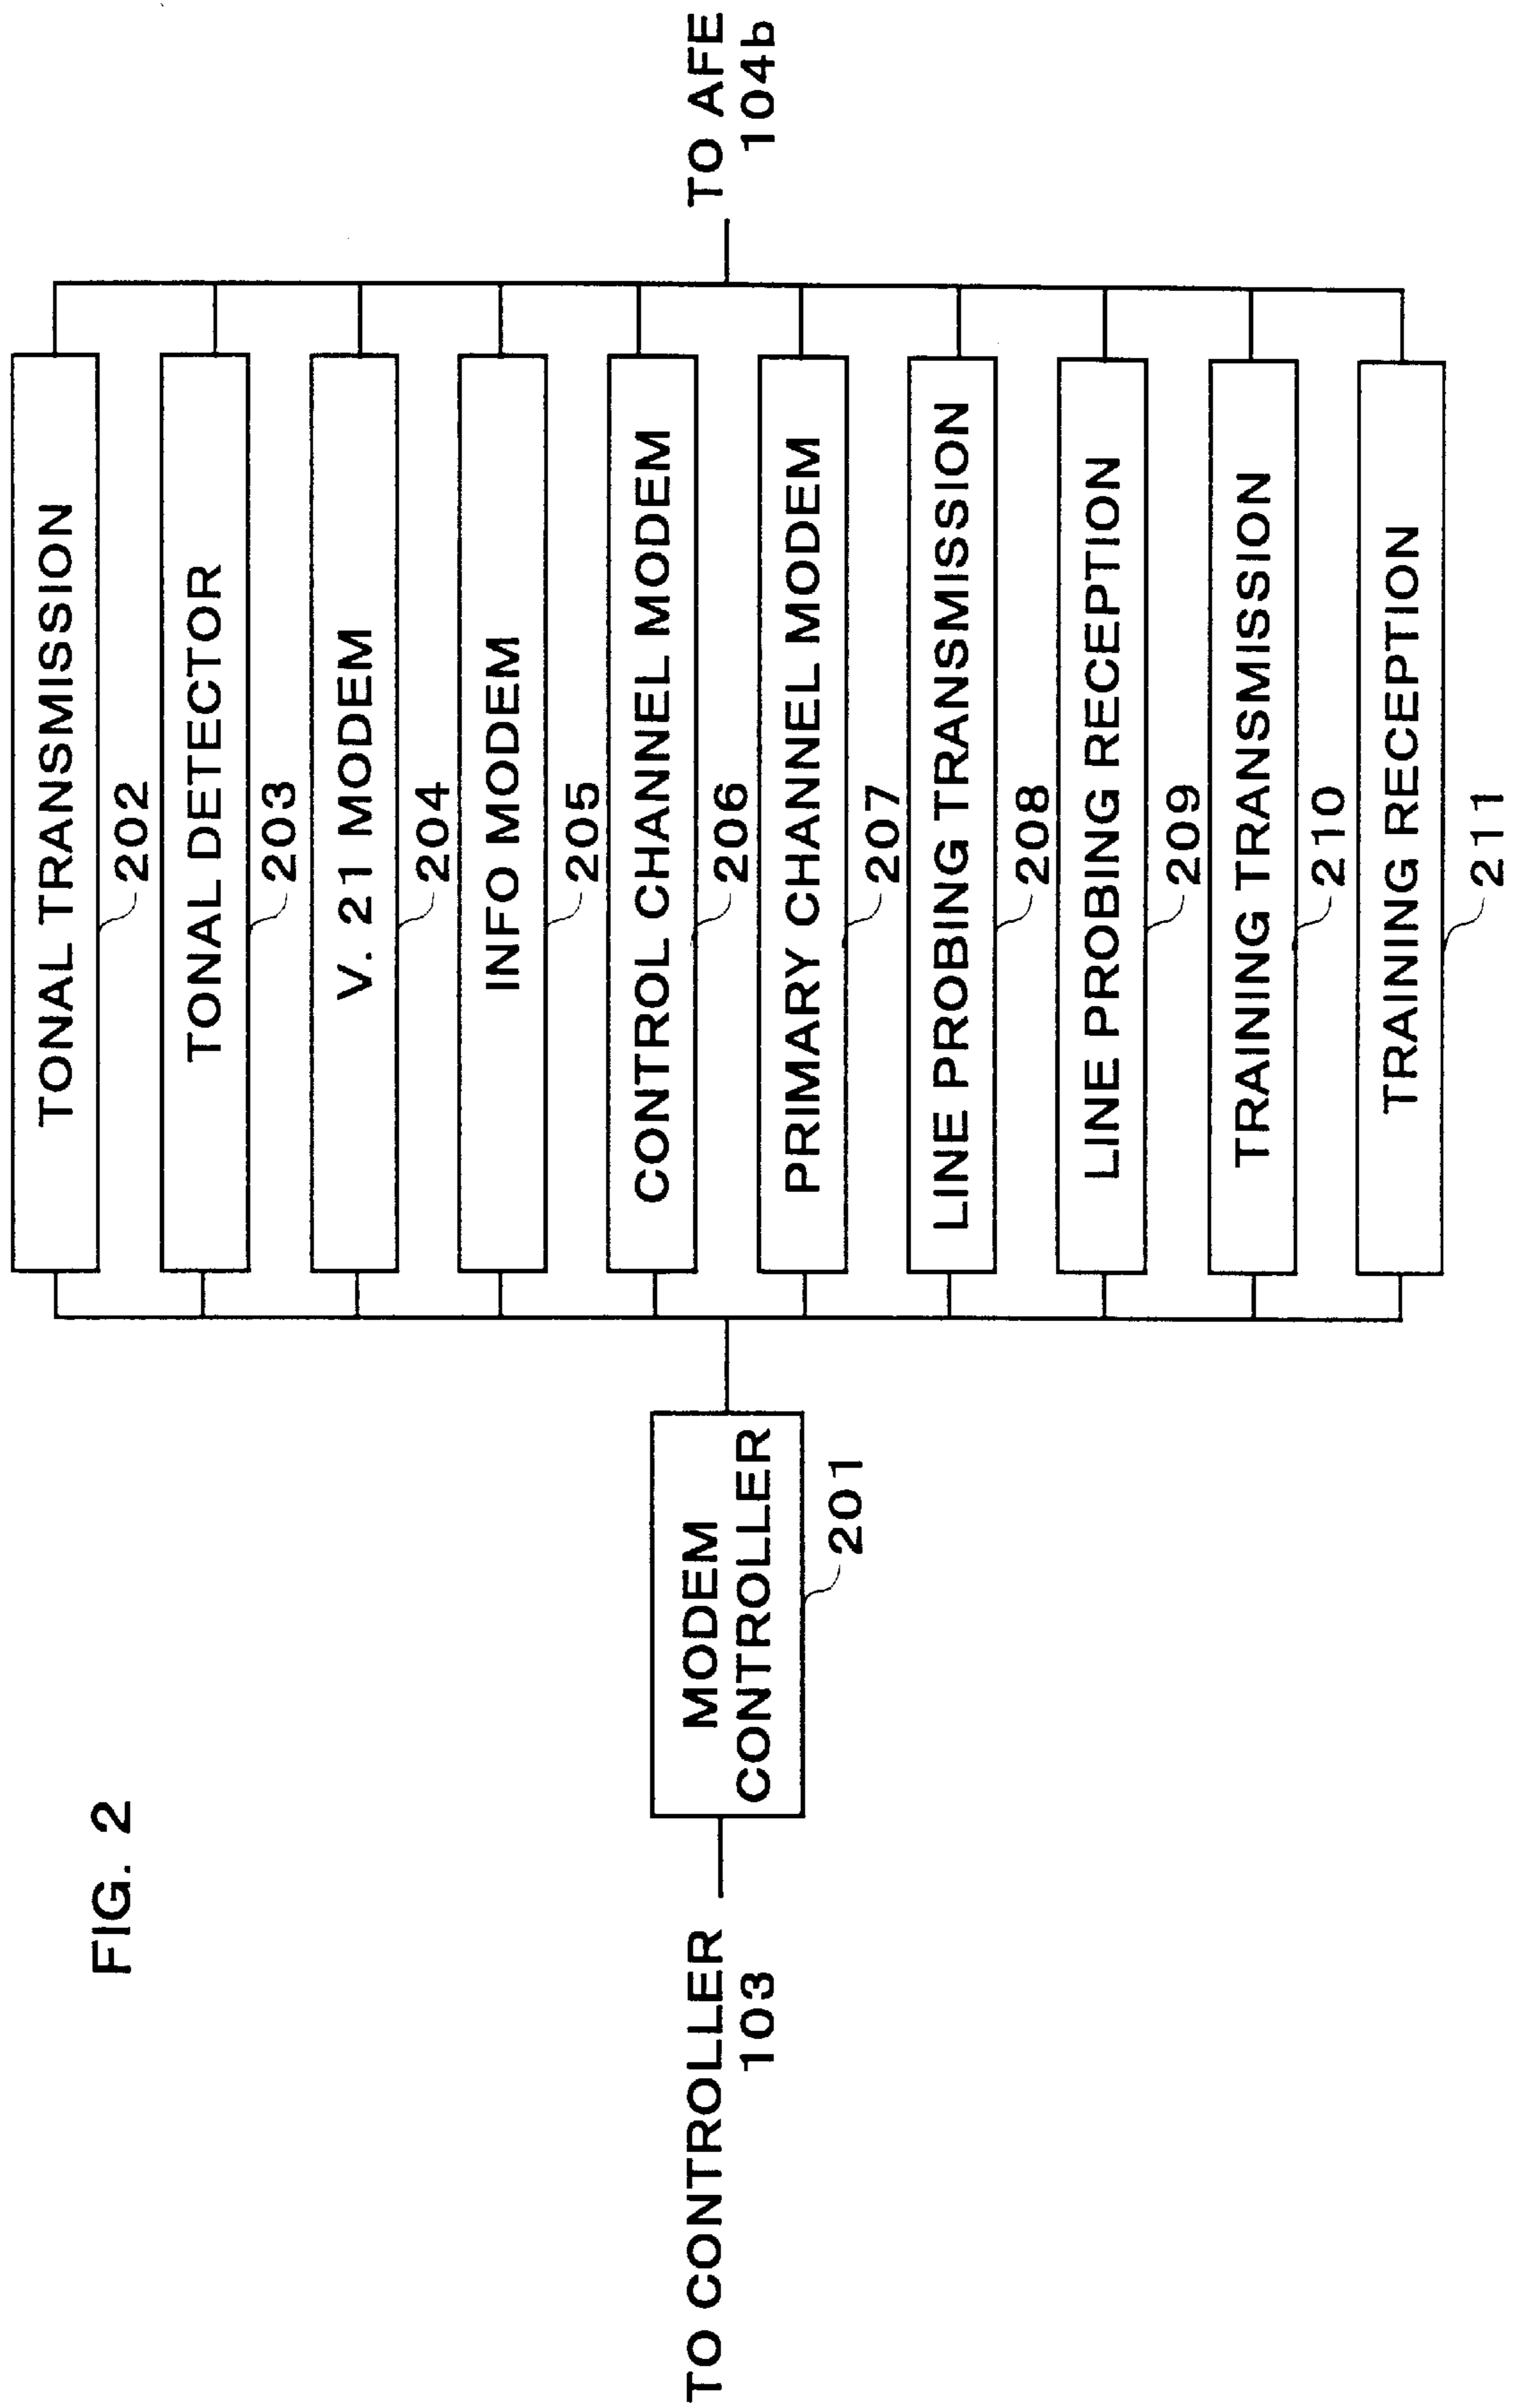 FIG. 2
TO CONTROLLER
103
MODEM
CONTROLLER
201
TONAL TRANSMISSION
202
TONAL DETECTOR
203
V. 21 MODEM
204
INFO MODEM
205
CONTROL CHANNEL MODEM
206
PRIMARY CHANNEL MODEM
207
LINE PROBING TRANSMISSION
208
LINE PROBING RECEPTION
209
TRAINING TRANSMISSION
210
TRAINING RECEPTION
211
TO AFE
104b